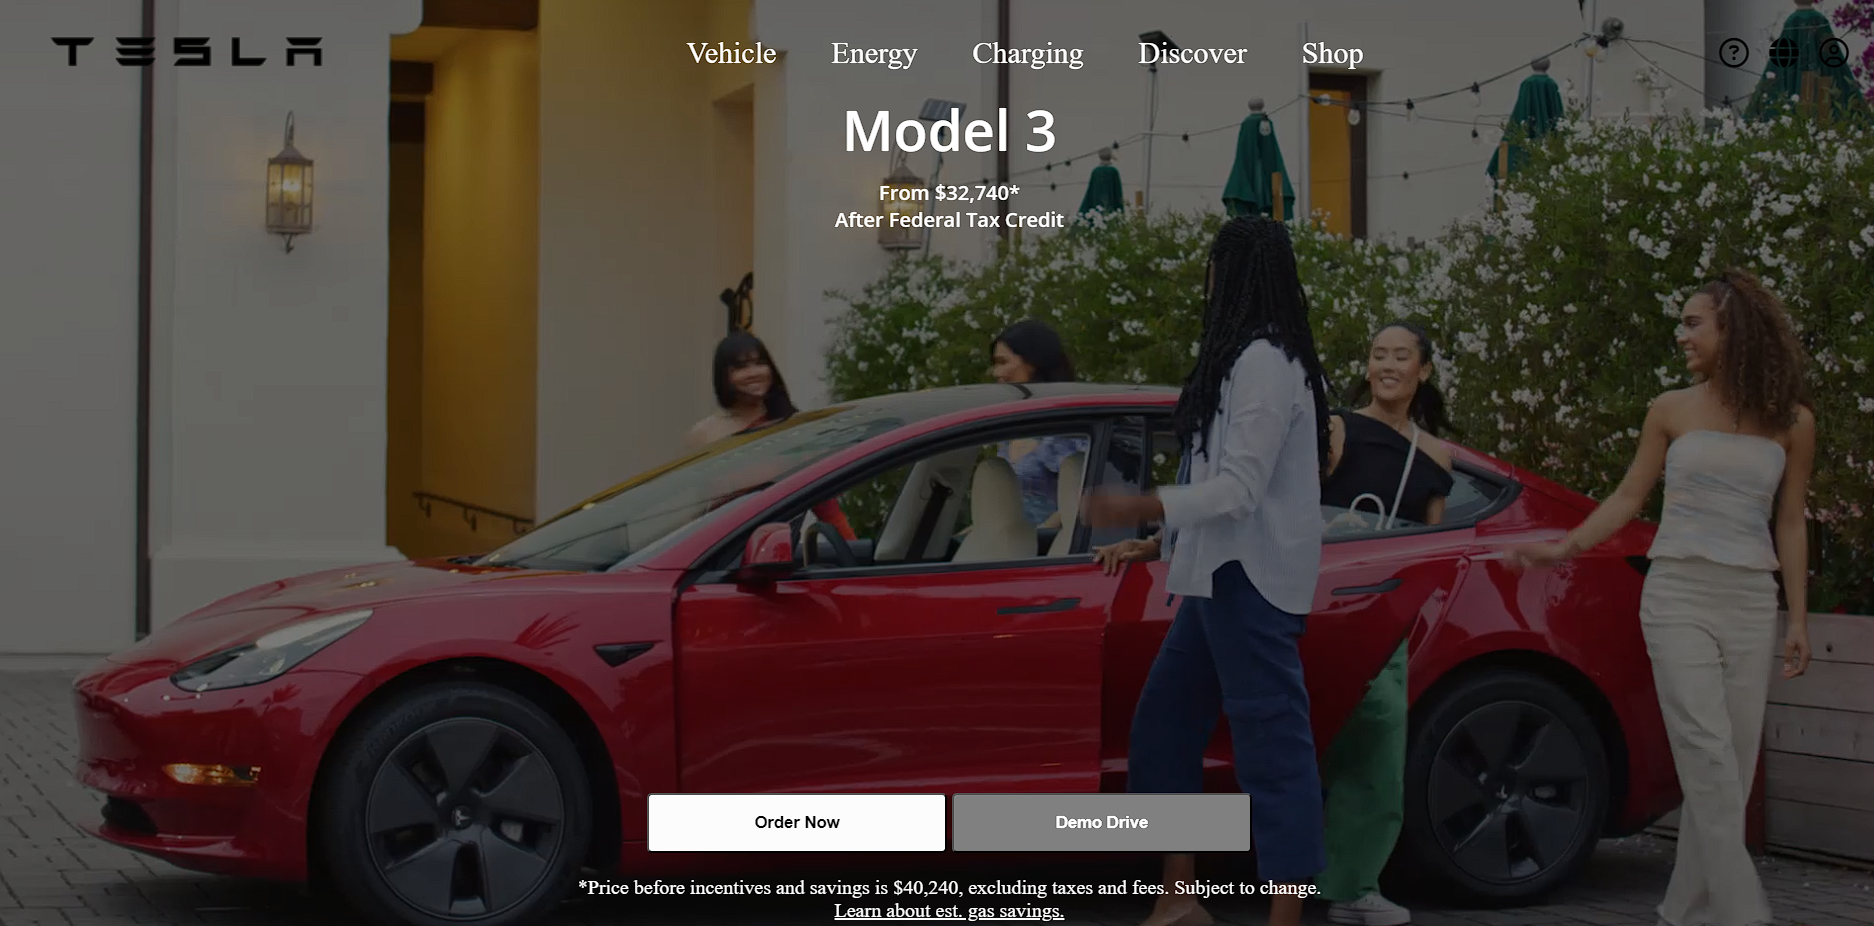 TESLA
Vehicle Energy Charging Discover Shop
Model 3
From $32,740*
After Federal Tax Credit
Order Now Demo Drive
*Price before incentives and savings is $40,240, excluding taxes and fees. Subject to change.
Learn about est. gas savings.